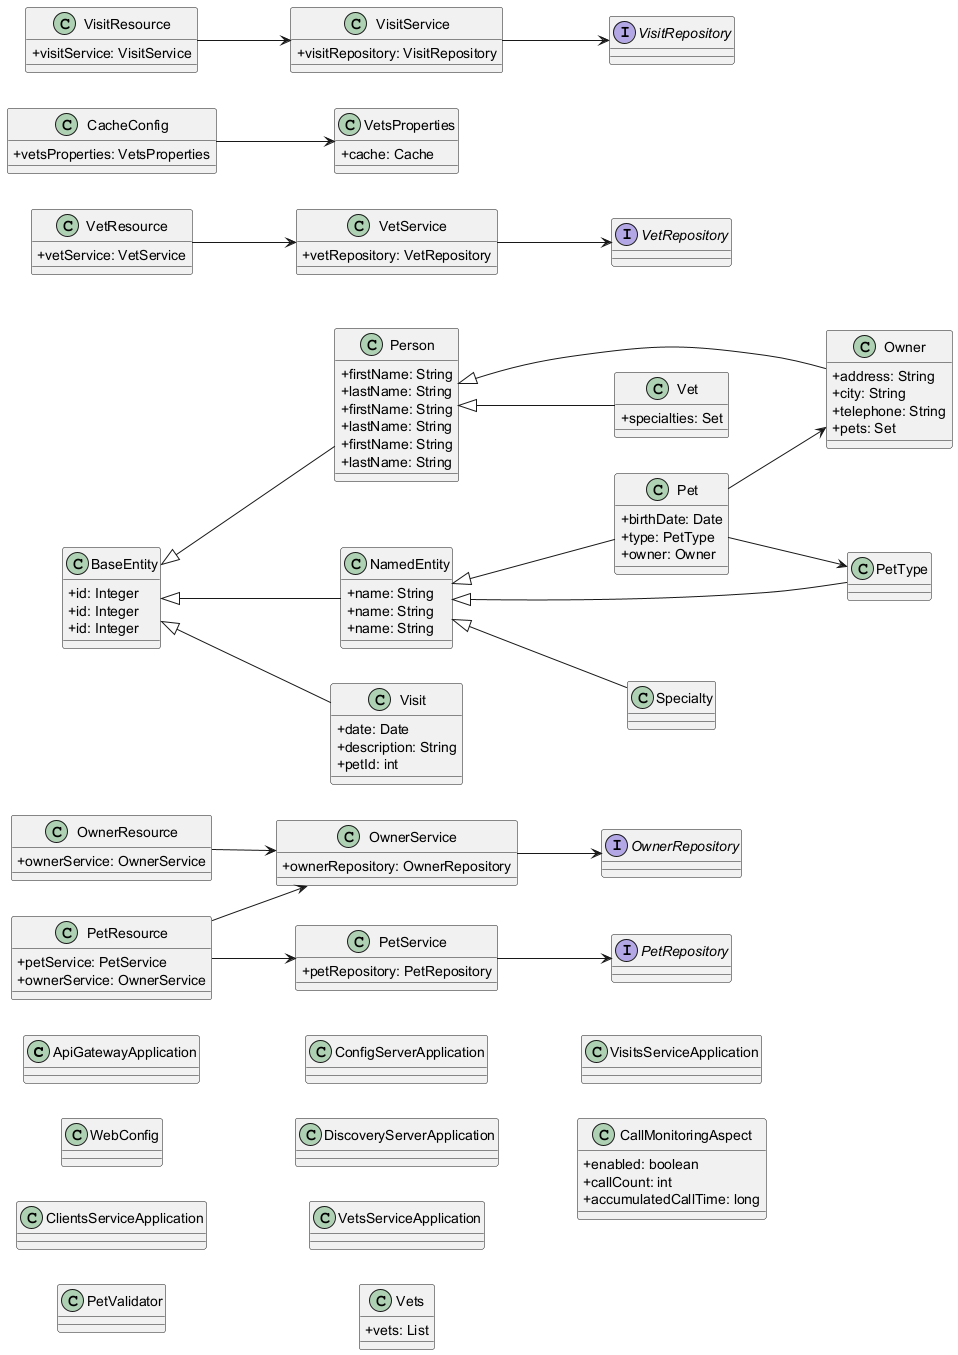 VisitResource
+visitService: VisitService
VisitService
+visitRepository: VisitRepository
VisitRepository
CacheConfig
+vetsProperties: VetsProperties
VetsProperties
+cache: Cache
VetResource
+vetService: VetService
VetService
+vetRepository: VetRepository
VetRepository
Person
+firstName: String
+lastName: String
+firstName: String
+lastName: String
+firstName: String
+lastName: String
Owner
+address: String
+city: String
+telephone: String
+pets: Set
Vet
+specialties: Set
Pet
+birthDate: Date
+type: PetType
+owner: Owner
BaseEntity
+id: Integer
+id: Integer
+id: Integer
NamedEntity
+name: String
+name: String
+name: String
PetType
Visit
+date: Date
+description: String
+petId: int
Specialty
OwnerResource
+ownerService: OwnerService
OwnerService
+ownerRepository: OwnerRepository
OwnerRepository
PetResource
+petService: PetService
+ownerService: OwnerService
PetService
+petRepository: PetRepository
PetRepository
ApiGatewayApplication
ConfigServerApplication
VisitsServiceApplication
WebConfig
DiscoveryServerApplication
CallMonitoringAspect
+enabled: boolean
+callCount: int
+accumulatedCallTime: long
ClientsServiceApplication
VetsServiceApplication
PetValidator
Vets
+vets: List